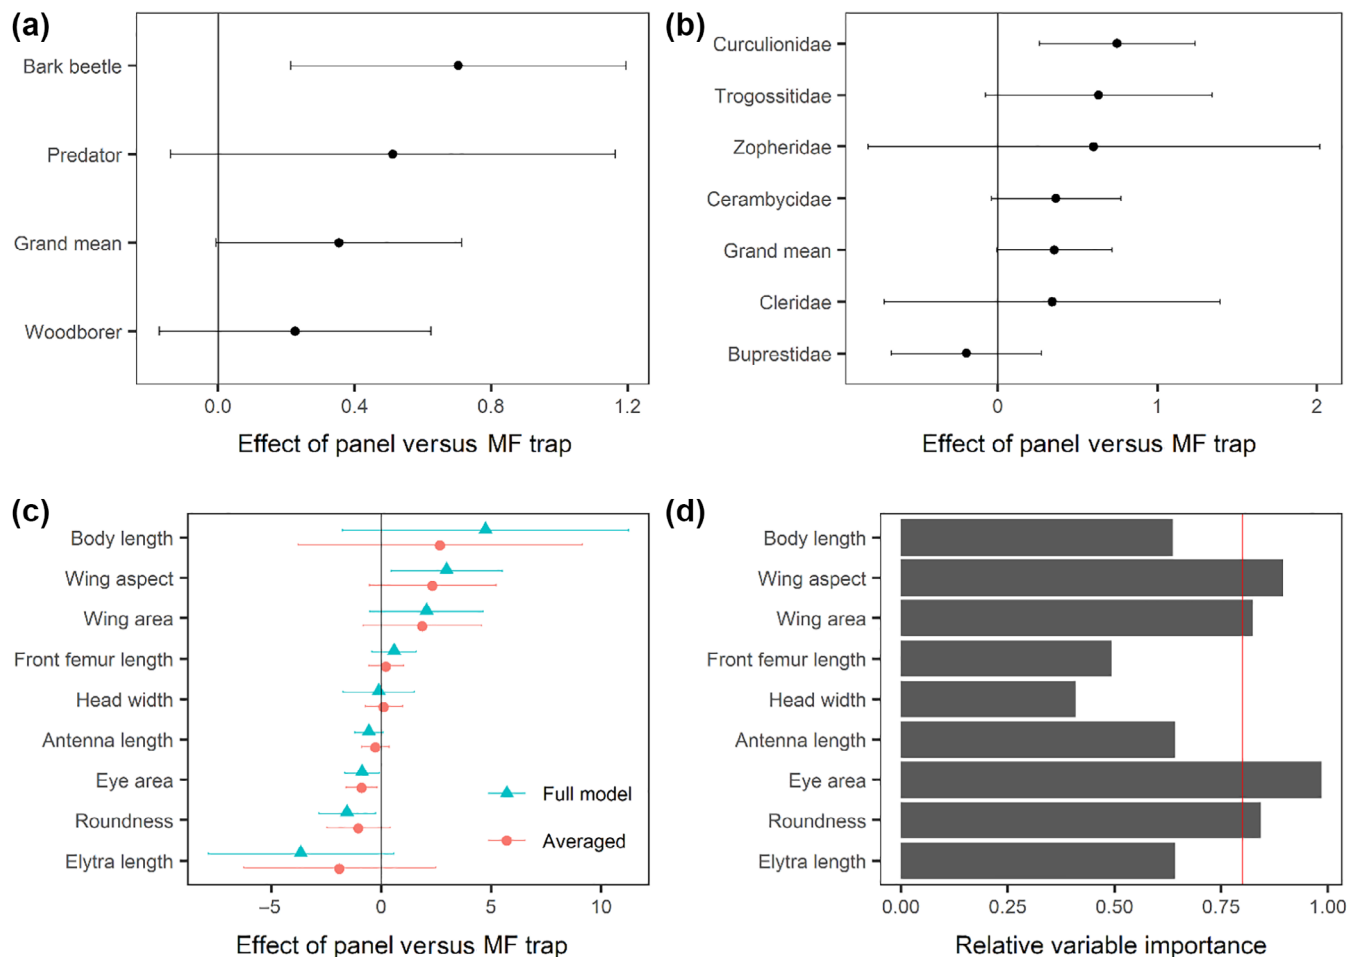 (a)
Bark beetle
Predator
Grand mean
Woodborer
0.0 0.4 0.8 1.2
Effect of panel versus MF trap
(b)
Curculionidae
Trogossitidae
Zopheridae
Cerambycidae
Grand mean
Cleridae
Buprestidae
0 1 2
Effect of panel versus MF trap
(c)
Body length
Wing aspect
Wing area
Front femur length
Head width
Antenna length
Eye area
Roundness
Elytra length
Full model
Averaged
–5 0 5 10
Effect of panel versus MF trap
(d)
Body length
Wing aspect
Wing area
Front femur length
Head width
Antenna length
Eye area
Roundness
Elytra length
0.00 0.25 0.50 0.75 1.00
Relative variable importance